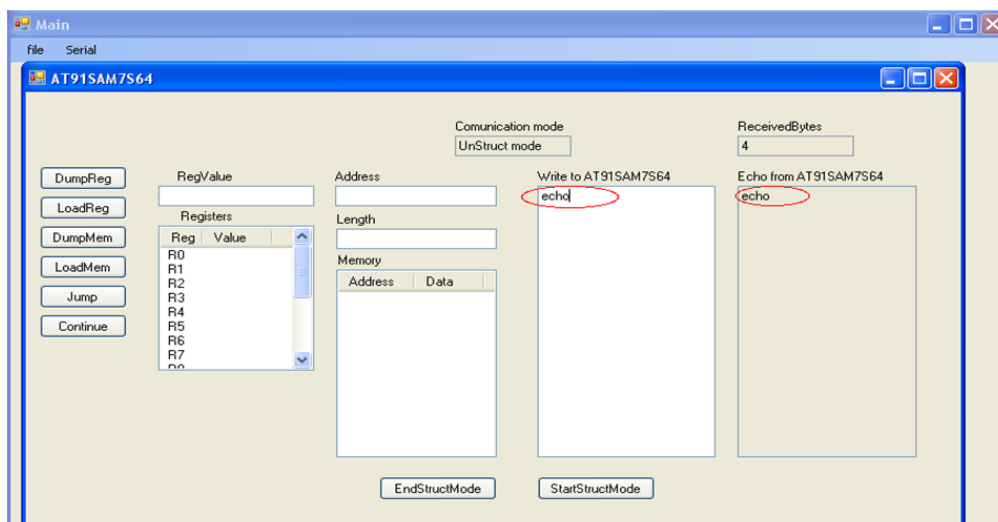 Main
file Serial
AT91SAM7S64
Comunication mode
UnStruct mode
ReceivedBytes
4
DumpReg
LoadReg
DumpMem
LoadMem
Jump
Continue
RegValue
Registers
Reg Value
R0
R1
R2
R3
R4
R5
R6
R7
Address
Length
Memory
Address Data
Write to AT91SAM7S64
echo
Echo from AT91SAM7S64
echo
EndStructMode
StartStructMode